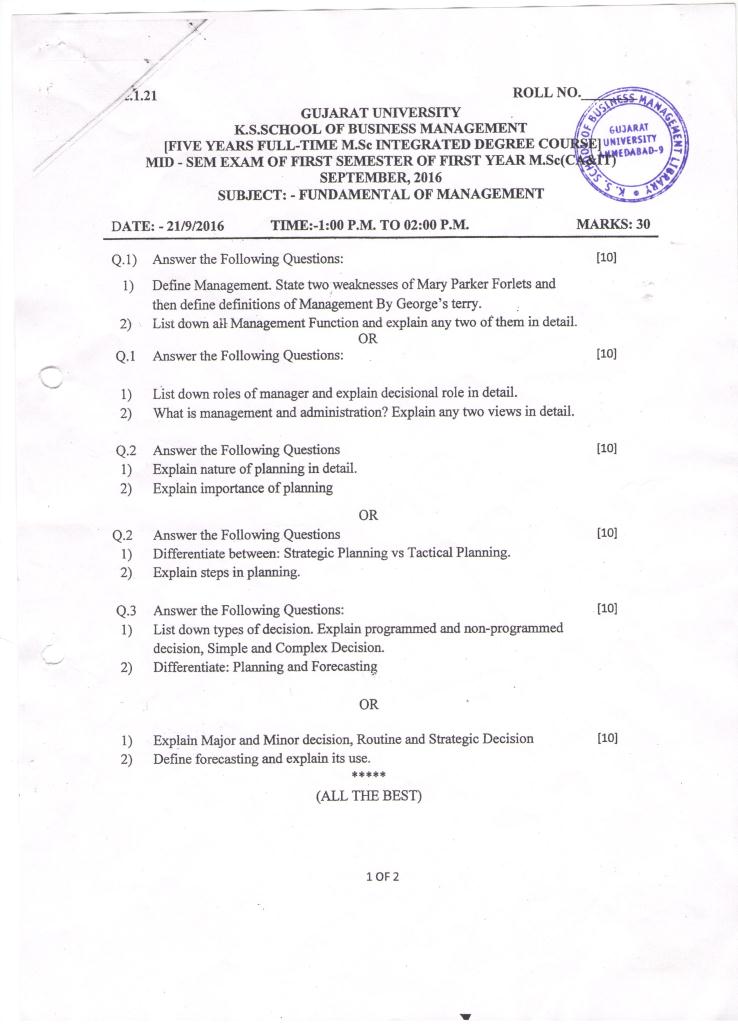 .1.21
ROLL NO.
GUJARAT UNIVERSITY
K.S.SCHOOL OF BUSINESS MANAGEMENT
[FIVE YEARS FULL-TIME M.Sc INTEGRATED DEGREE COURSE]
MID - SEM EXAM OF FIRST SEMESTER OF FIRST YEAR M.Sc(CA&IT)
SEPTEMBER, 2016
SUBJECT: - FUNDAMENTAL OF MANAGEMENT
K. S. SCHOOL OF BUSINESS MANAGEMENT LIBRARY
GUJARAT
UNIVERSITY
AHMEDABAD-9
DATE: - 21/9/2016 TIME:-1:00 P.M. TO 02:00 P.M. MARKS: 30
Q.1) Answer the Following Questions: [10]
1) Define Management. State two weaknesses of Mary Parker Forlets and
then define definitions of Management By George's terry.
2) List down all Management Function and explain any two of them in detail.
OR
Q.1 Answer the Following Questions: [10]
1) List down roles of manager and explain decisional role in detail.
2) What is management and administration? Explain any two views in detail.
Q.2 Answer the Following Questions [10]
1) Explain nature of planning in detail.
2) Explain importance of planning
OR
Q.2 Answer the Following Questions [10]
1) Differentiate between: Strategic Planning vs Tactical Planning.
2) Explain steps in planning.
Q.3 Answer the Following Questions: [10]
1) List down types of decision. Explain programmed and non-programmed
decision, Simple and Complex Decision.
2) Differentiate: Planning and Forecasting
OR
1) Explain Major and Minor decision, Routine and Strategic Decision [10]
2) Define forecasting and explain its use.
*****
(ALL THE BEST)
1 OF 2